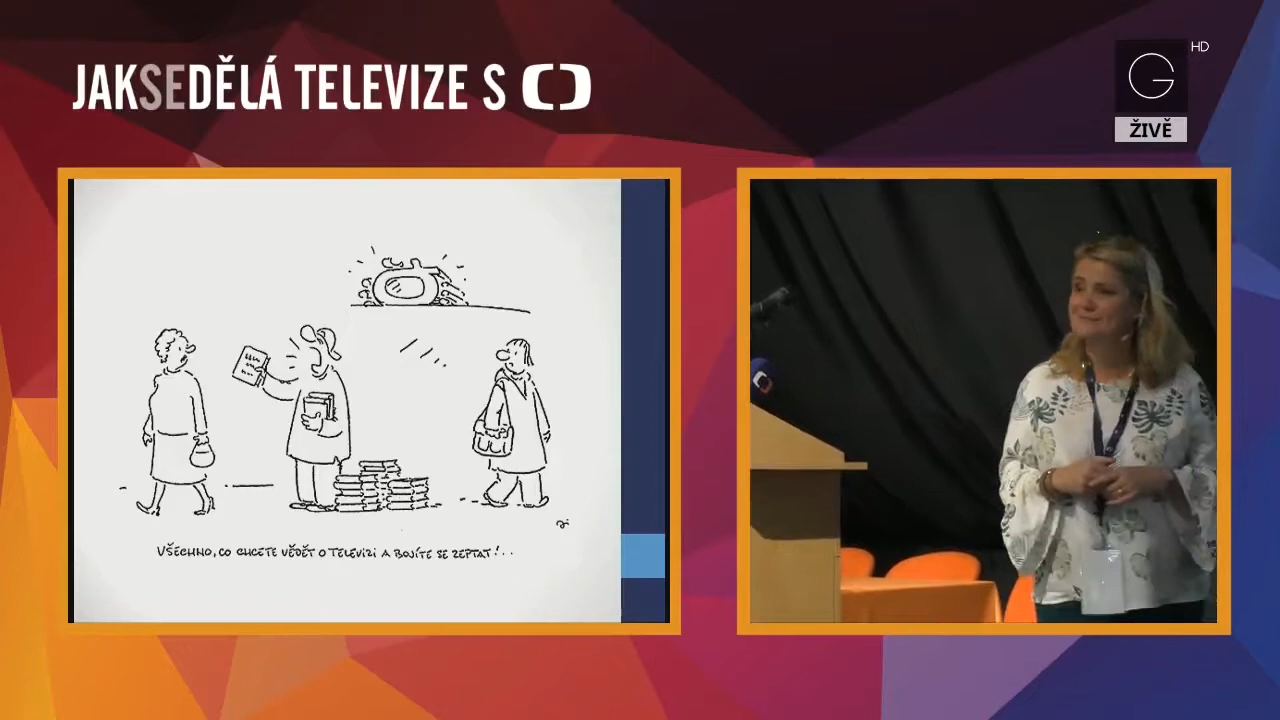 JAKSEDĚLÁ TELEVIZE S
HD
G
ŽIVĚ
VŠECHNO, CO CHCETE VĚDĚT O TELEVIZI A BOJÍTE SE ZEPTAT!..